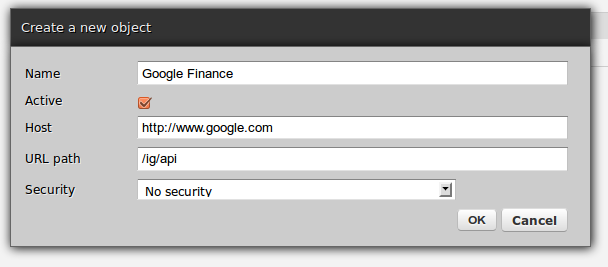 Create a new object
Name Google Finance
Active
Host http://www.google.com
URL path /ig/api
Security No security
OK Cancel